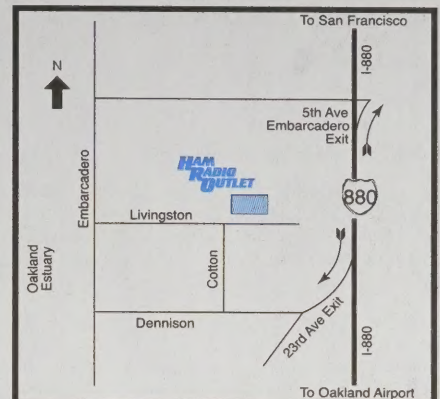 To San Francisco
N
I-880
5th Ave
Embarcadero
Exit
HAM
RADIO
OUTLET
880
Embarcadero
Livingston
Oakland
Estuary
Cotton
23rd Ave Exit
Dennison
I-880
To Oakland Airport